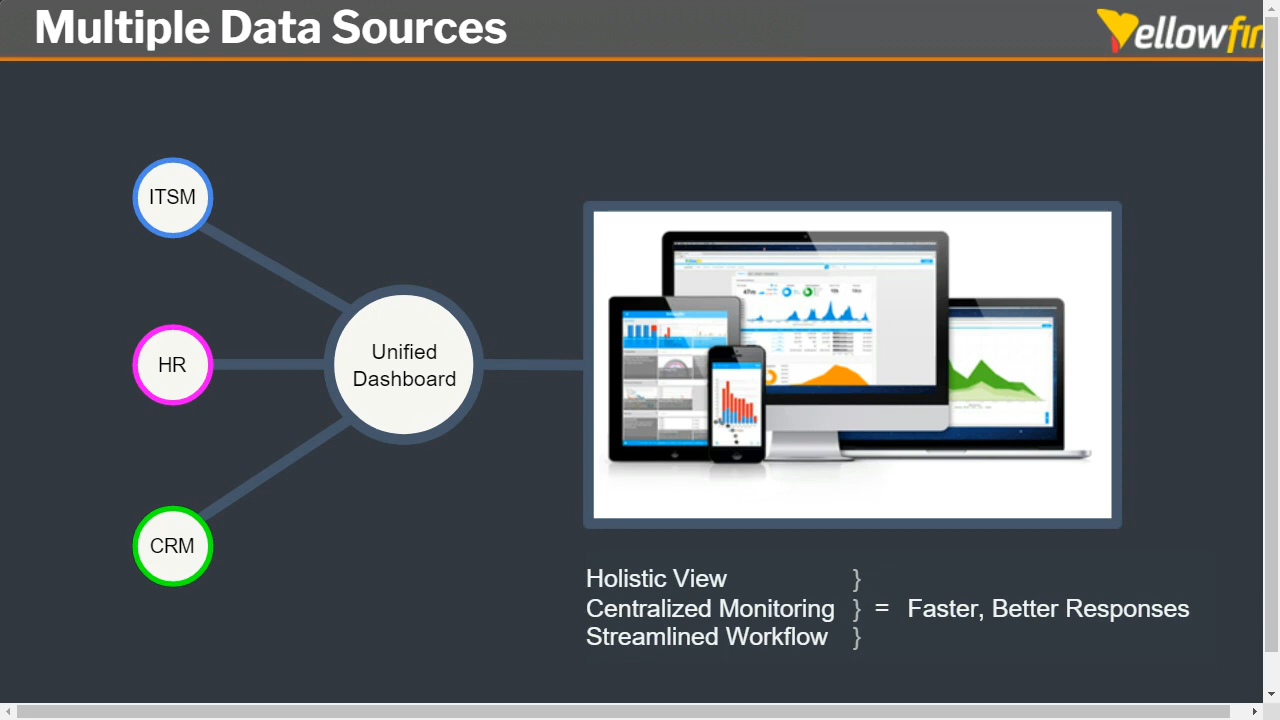 Multiple Data Sources
Yellowfin
ITSM
HR
CRM
Unified
Dashboard
Holistic View }
Centralized Monitoring } = Faster, Better Responses
Streamlined Workflow }